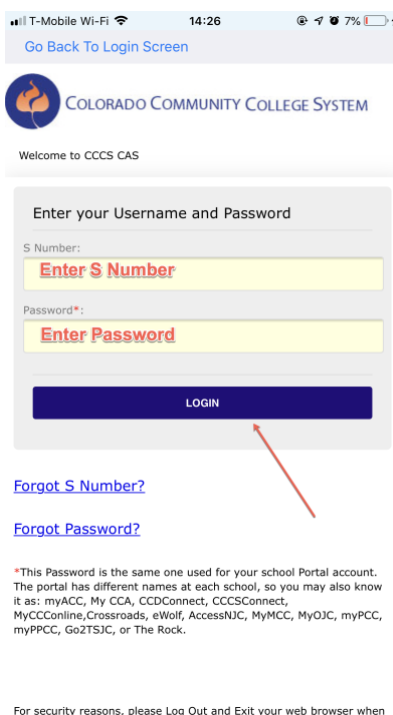 T-Mobile Wi-Fi 14:26 7%
Go Back To Login Screen
COLORADO COMMUNITY COLLEGE SYSTEM
Welcome to CCCS CAS
Enter your Username and Password
S Number:
Enter S Number
Password*:
Enter Password
LOGIN
Forgot S Number?
Forgot Password?
*This Password is the same one used for your school Portal account.
The portal has different names at each school, so you may also know
it as: myACC, My CCA, CCDConnect, CCCSConnect,
MyCCConline,Crossroads, eWolf, AccessNJC, MyMCC, MyOJC, myPCC,
myPPCC, Go2TSJC, or The Rock.
For security reasons, please Log Out and Exit your web browser when